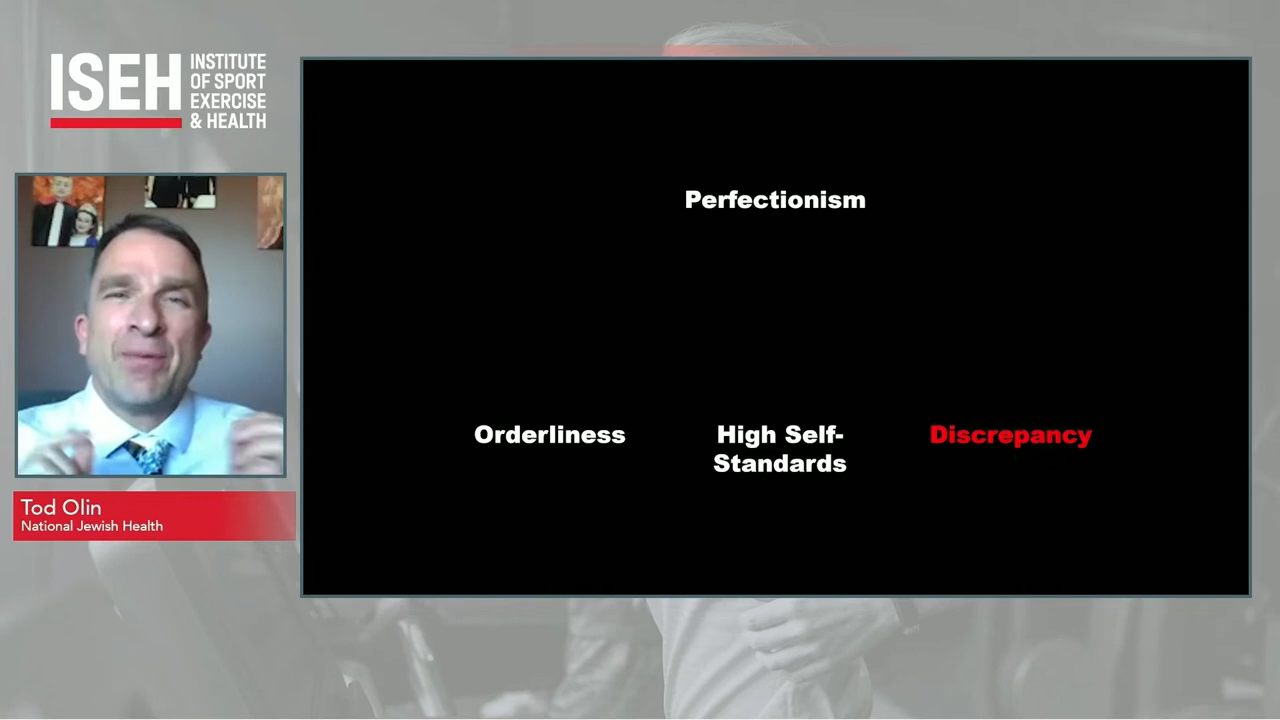 ISEH
INSTITUTE
OF SPORT
EXERCISE
& HEALTH
Perfectionism
Orderliness
High Self-
Standards
Discrepancy
Tod Olin
National Jewish Health